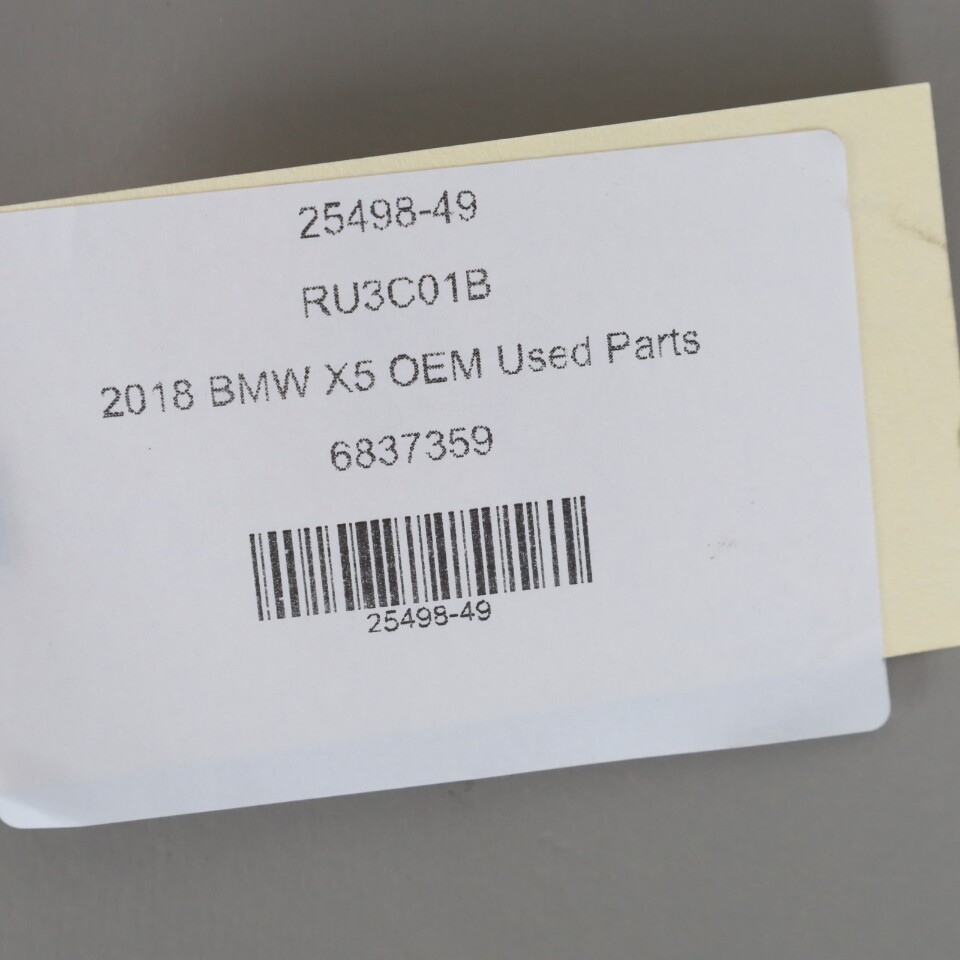 25498-49
RU3C01B
2018 BMW X5 OEM Used Parts
6837359
25498-49